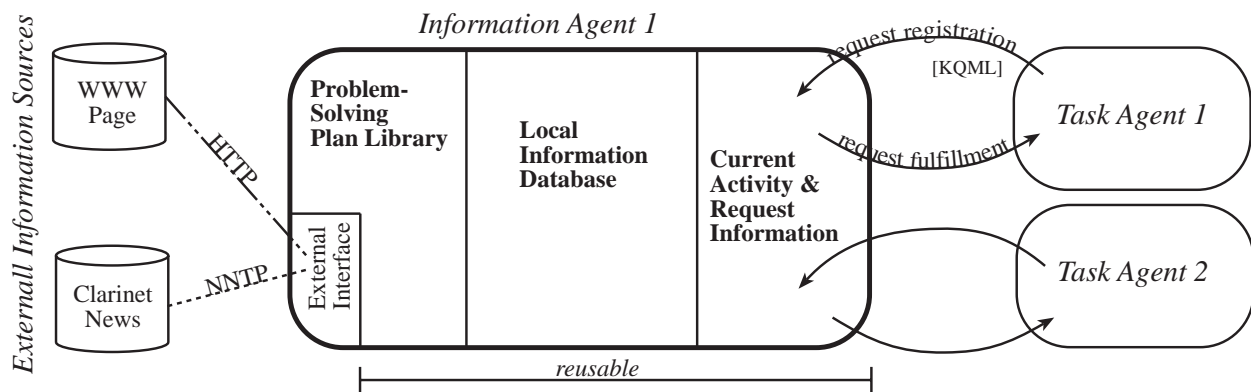 Information Agent 1
Externall Information Sources
WWW
Page
HTTP
Clarinet
News
NNTP
Problem-
Solving
Plan Library
External
Interface
Local
Information
Database
Current
Activity &
Request
Information
request registration
[KQML]
request fulfillment
Task Agent 1
Task Agent 2
reusable